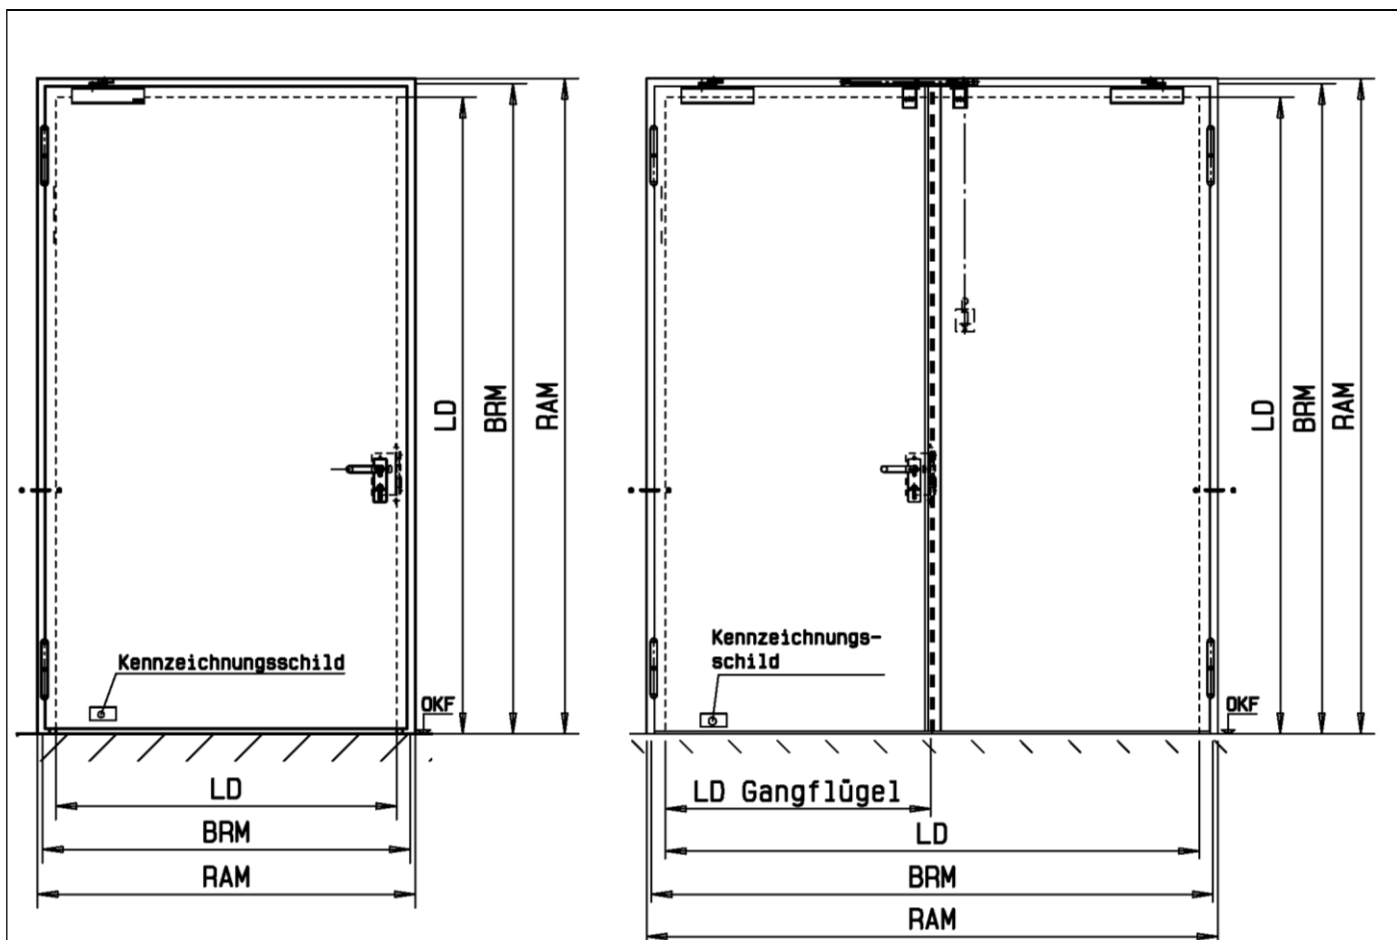 LD
BRM
RAM
Kennzeichnungsschild
OKF
LD
BRM
RAM
LD
BRM
RAM
Kennzeichnungs-
schild
OKF
LD Gangflügel
LD
BRM
RAM